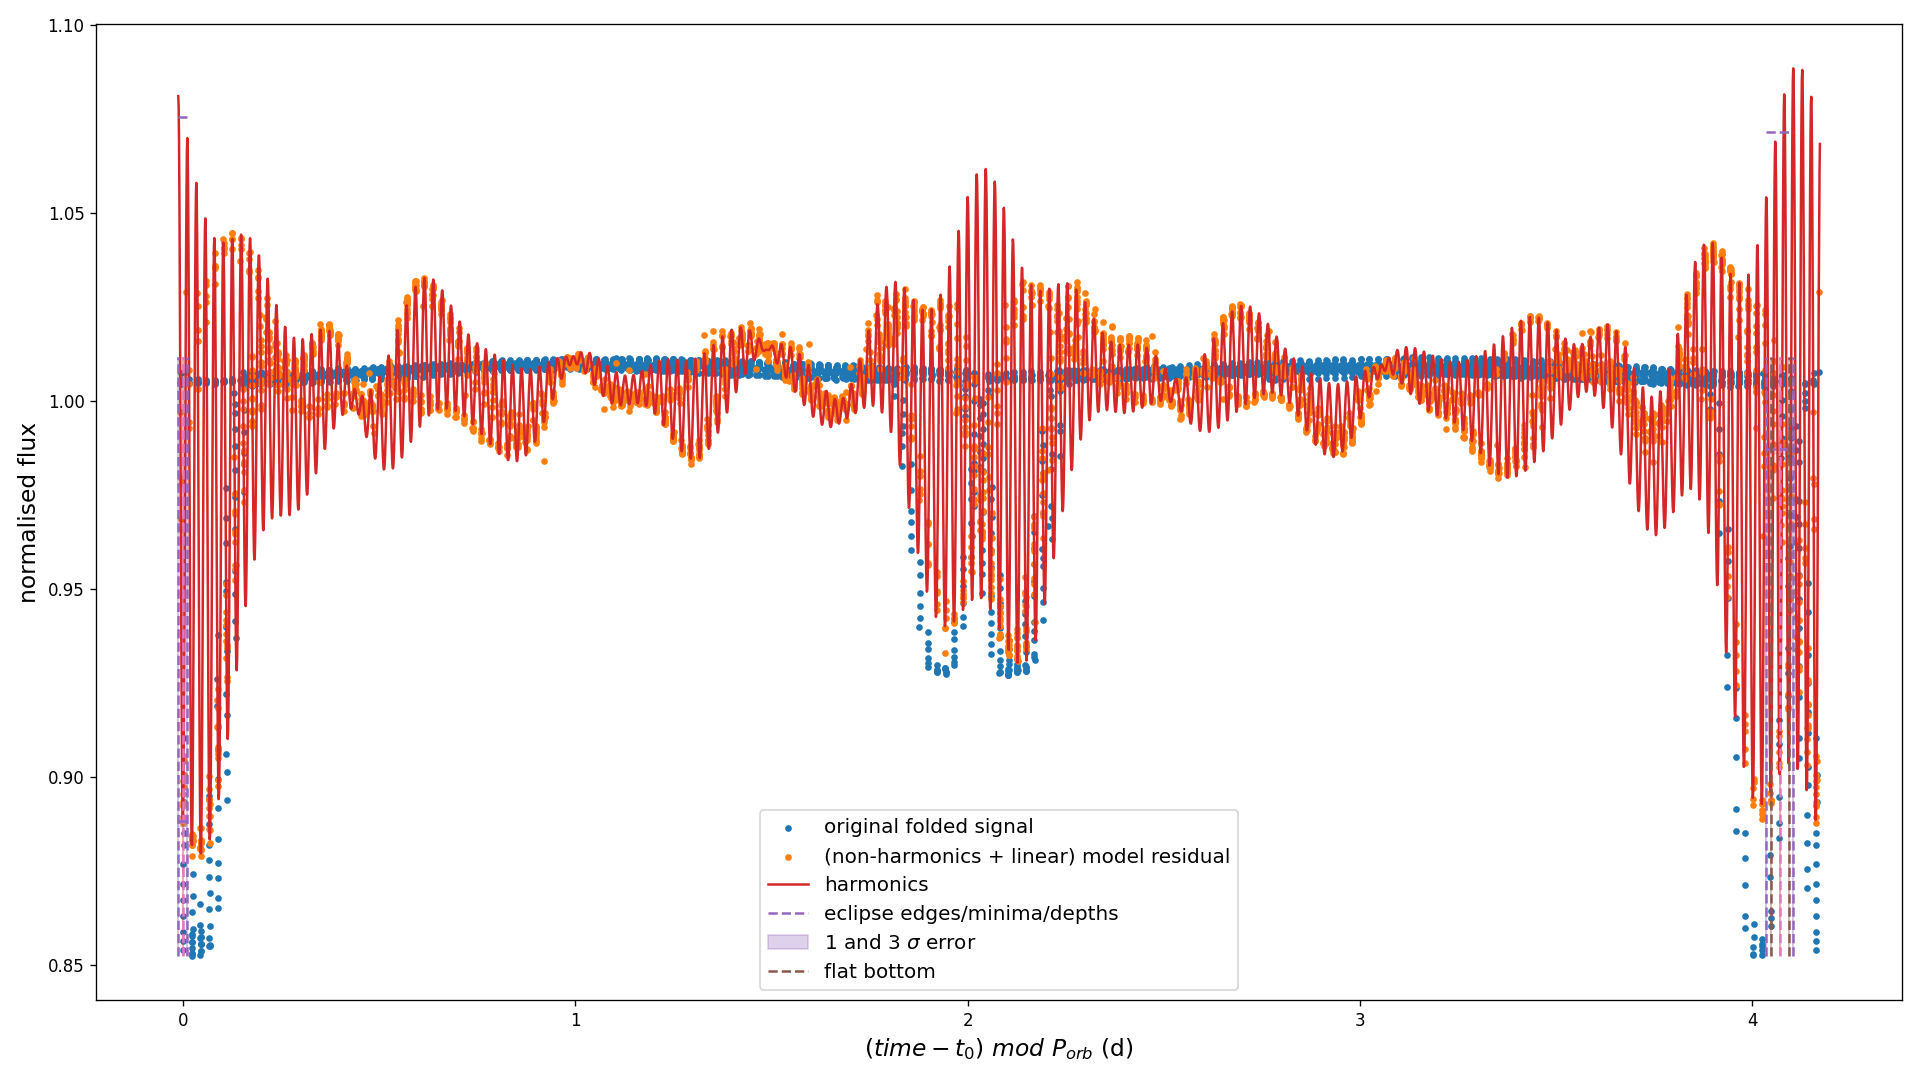 1.10
1.05
1.00
0.95
0.90
0.85
normalised flux
original folded signal
(non-harmonics + linear) model residual
harmonics
eclipse edges/minima/depths
1 and 3 σ error
flat bottom
0 1 2 3 4
(time − t₀) mod P_orb (d)